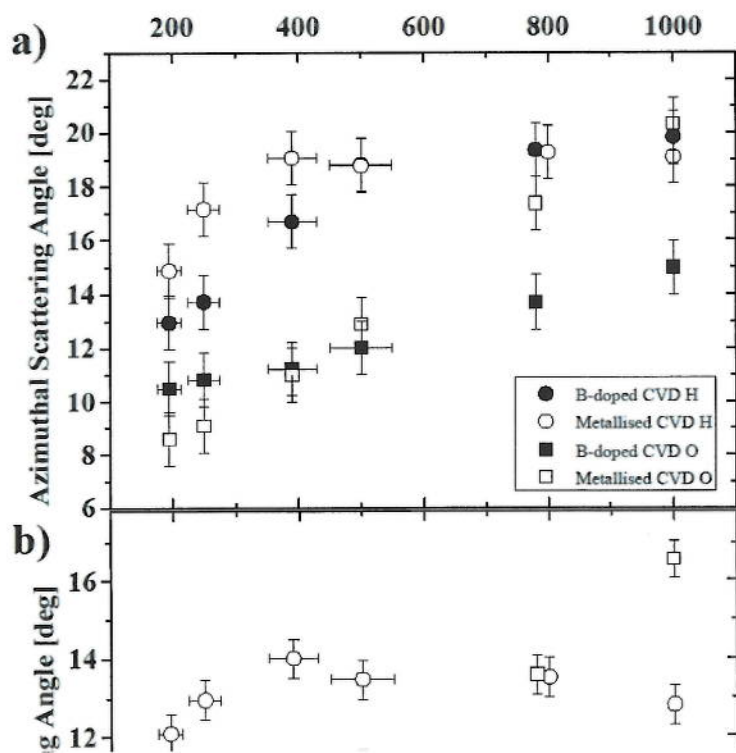 200 400 600 800 1000
a)
Azimuthal Scattering Angle [deg]
22
20
18
16
14
12
10
8
6
B-doped CVD H
Metallised CVD H
B-doped CVD O
Metallised CVD O
b)
ng Angle [deg]
16
14
12